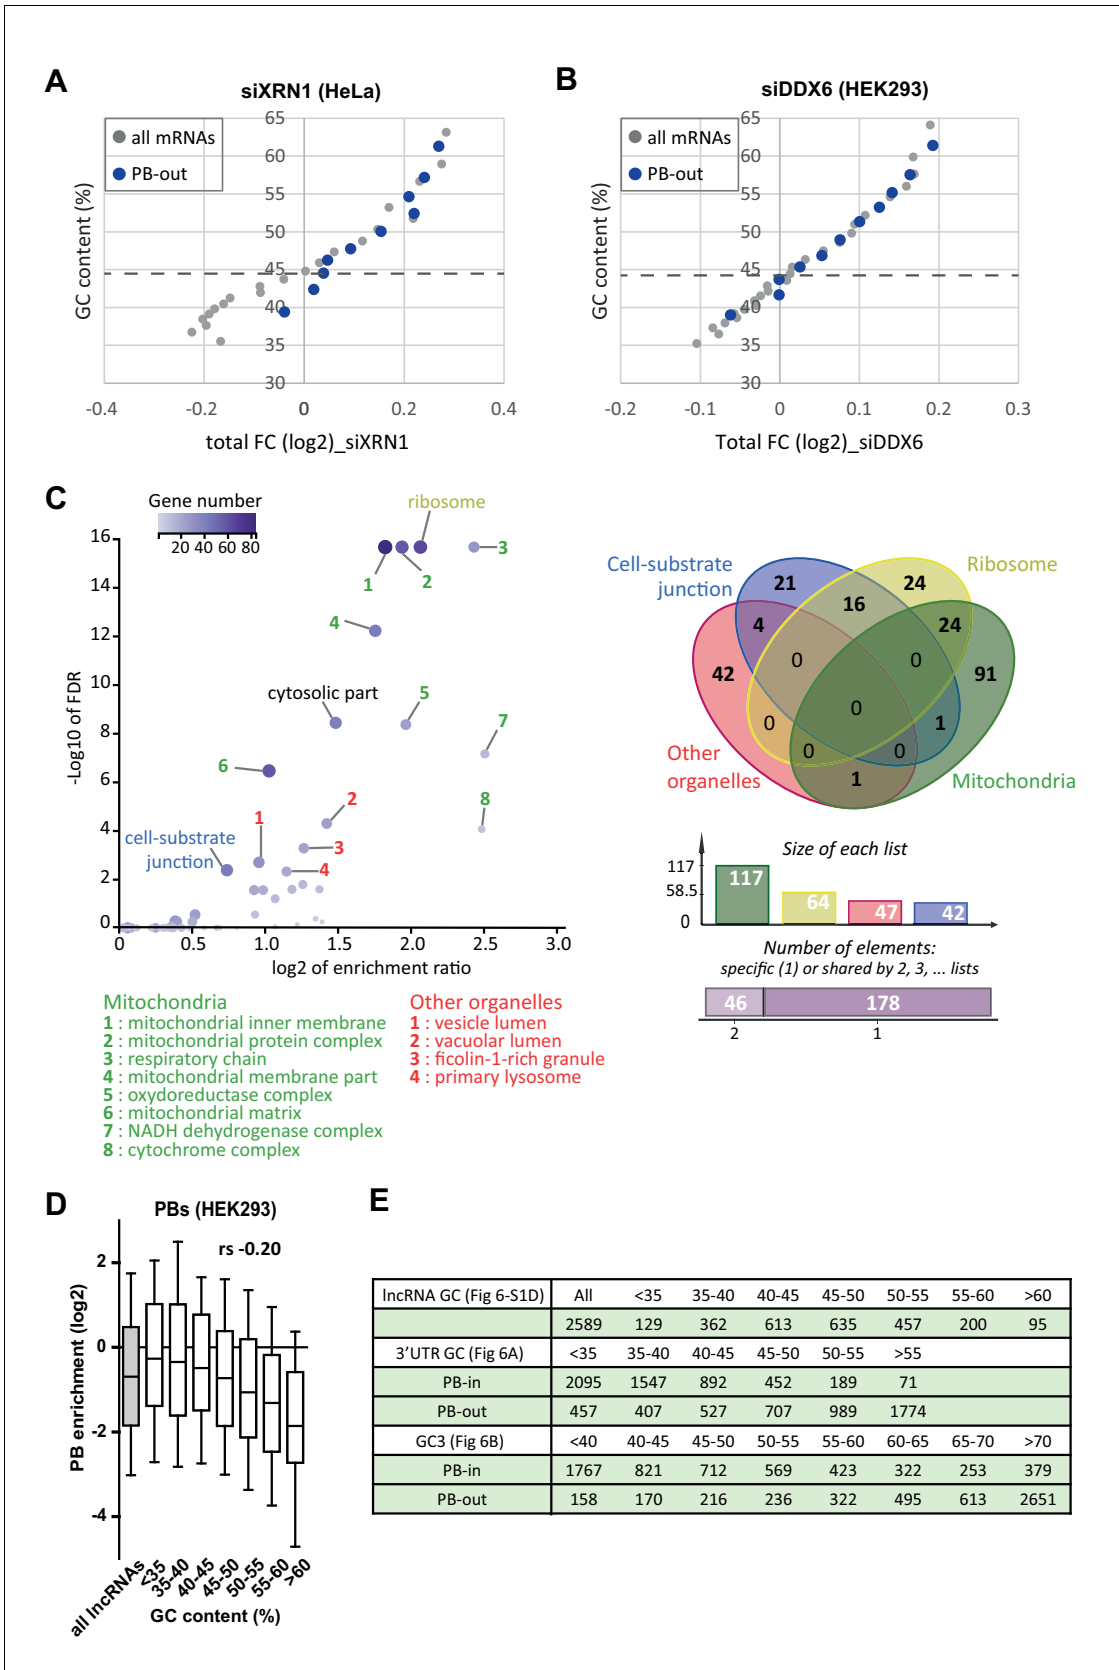 A
siXRN1 (HeLa)
all mRNAs
PB-out
GC content (%)
65
60
55
50
45
40
35
30
-0.4 -0.2 0 0.2 0.4
total FC (log2)_siXRN1
B
siDDX6 (HEK293)
all mRNAs
PB-out
GC content (%)
65
60
55
50
45
40
35
30
-0.2 -0.1 0 0.1 0.2 0.3
Total FC (log2)_siDDX6
C
Gene number
20 40 60 80
-Log10 of FDR
16
14
12
10
8
6
4
2
0
ribosome
1
2
3
4
cytosolic part
5
7
6
8
2
1
3
4
cell-substrate
junction
0 0.5 1.0 1.5 2.0 2.5 3.0
log2 of enrichment ratio
Mitochondria
1 : mitochondrial inner membrane
2 : mitochondrial protein complex
3 : respiratory chain
4 : mitochondrial membrane part
5 : oxydoreductase complex
6 : mitochondrial matrix
7 : NADH dehydrogenase complex
8 : cytochrome complex
Other organelles
1 : vesicle lumen
2 : vacuolar lumen
3 : ficolin-1-rich granule
4 : primary lysosome
Cell-substrate
junction
Ribosome
21 24
16
4 24
42 0 0 91
0
0 1
0 0
1
Other
organelles
Mitochondria
Size of each list
117
58.5
0
117 64 47 42
Number of elements:
specific (1) or shared by 2, 3, ... lists
46 178
2 1
D
PBs (HEK293)
rs -0.20
PB enrichment (log2)
2
0
-2
-4
all lncRNAs <35 35-40 40-45 45-50 50-55 55-60 >60
GC content (%)
E
lncRNA GC (Fig 6-S1D) All <35 35-40 40-45 45-50 50-55 55-60 >60
2589 129 362 613 635 457 200 95
3'UTR GC (Fig 6A) <35 35-40 40-45 45-50 50-55 >55
PB-in 2095 1547 892 452 189 71
PB-out 457 407 527 707 989 1774
GC3 (Fig 6B) <40 40-45 45-50 50-55 55-60 60-65 65-70 >70
PB-in 1767 821 712 569 423 322 253 379
PB-out 158 170 216 236 322 495 613 2651